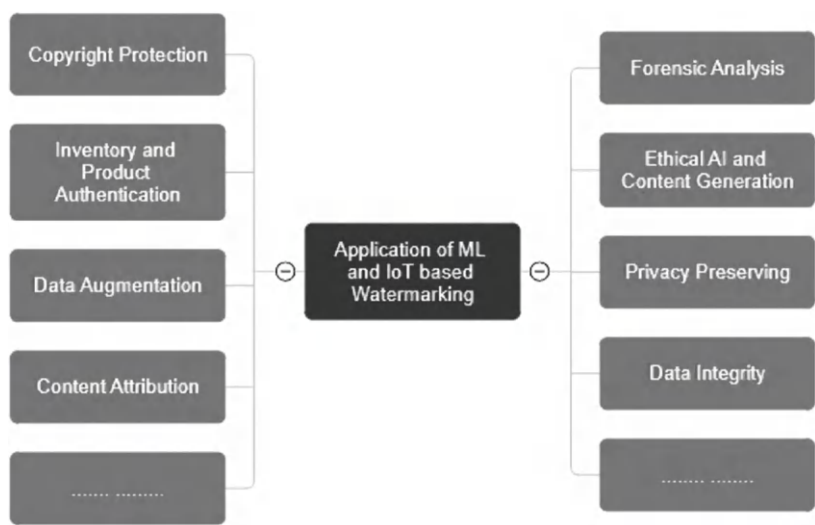 Copyright Protection
Inventory and
Product
Authentication
Data Augmentation
Content Attribution
....... .........
Application of ML
and IoT based
Watermarking
Forensic Analysis
Ethical AI and
Content Generation
Privacy Preserving
Data Integrity
........ ........